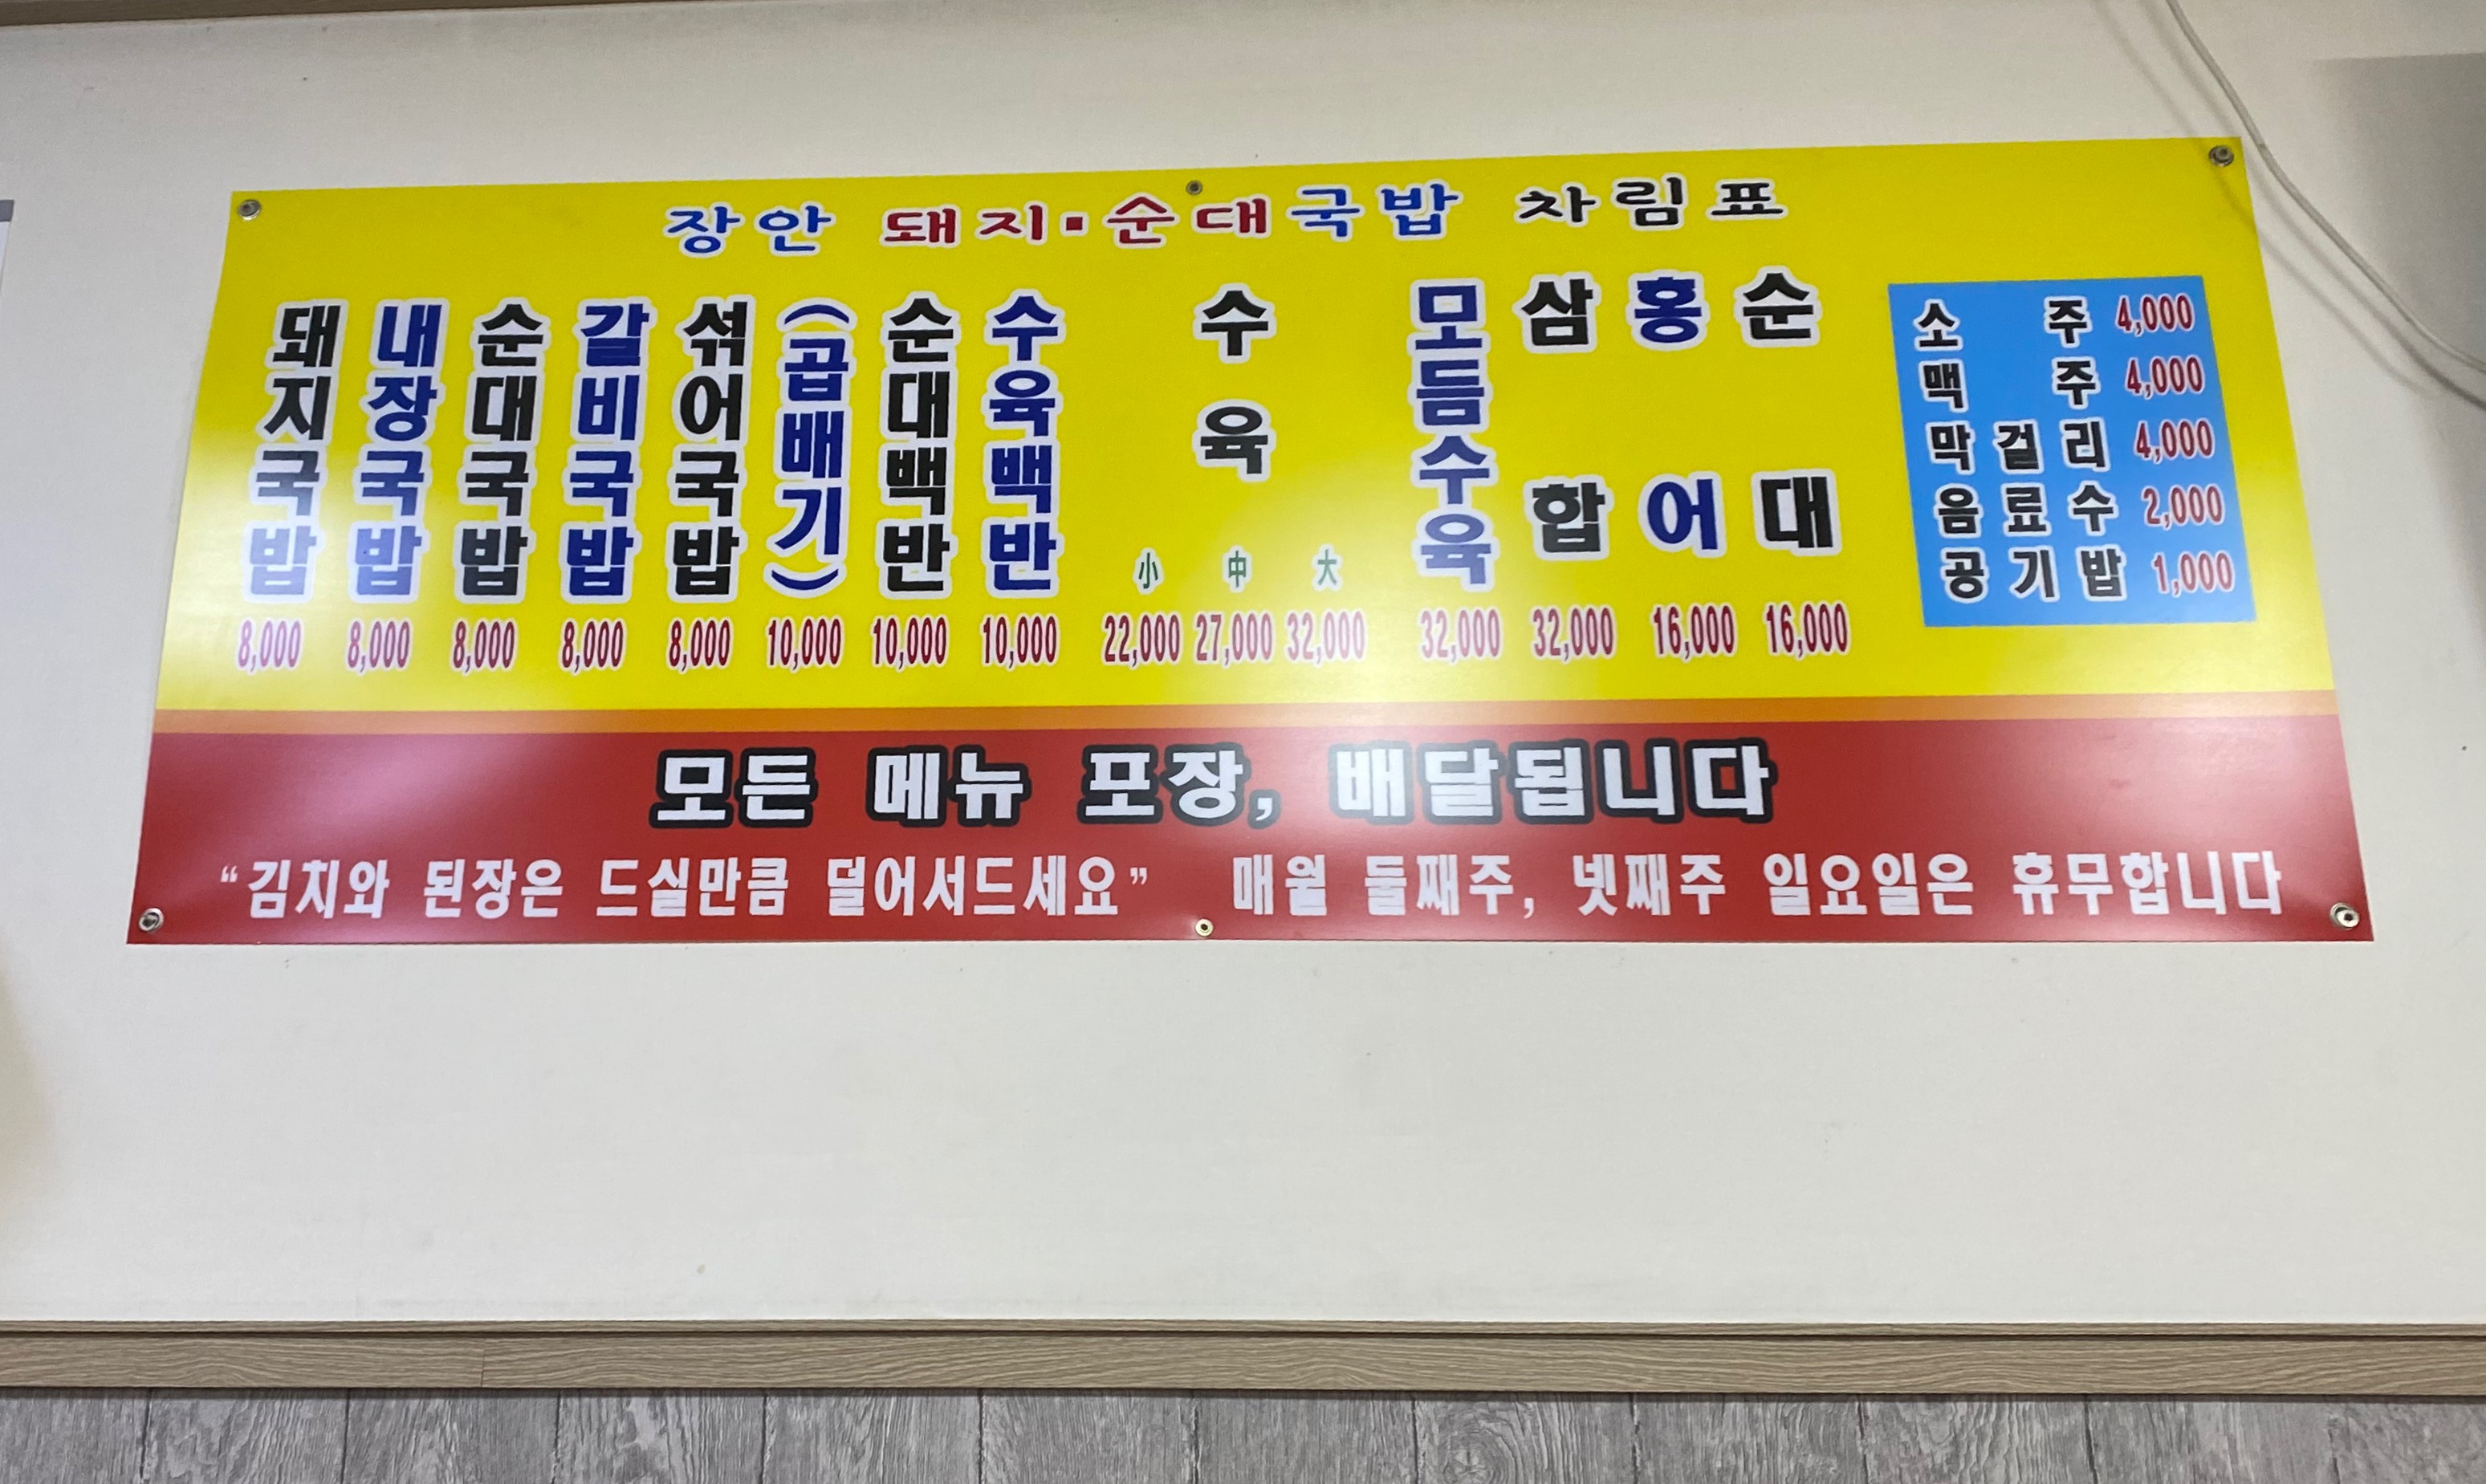 장안 돼지·순대국밥 차림표
돼지국밥 8,000
내장국밥 8,000
순대국밥 8,000
갈비국밥 8,000
섞어국밥 8,000
(곱배기) 10,000
순대백반 10,000
수육백반 10,000
수육 小 22,000 中 27,000 大 32,000
모듬수육 32,000
삼합 32,000
홍어 16,000
순대 16,000
소주 4,000
맥주 4,000
막걸리 4,000
음료수 2,000
공기밥 1,000
모든 메뉴 포장, 배달됩니다
“김치와 된장은 드실만큼 덜어서드세요” 매월 둘째주, 넷째주 일요일은 휴무합니다